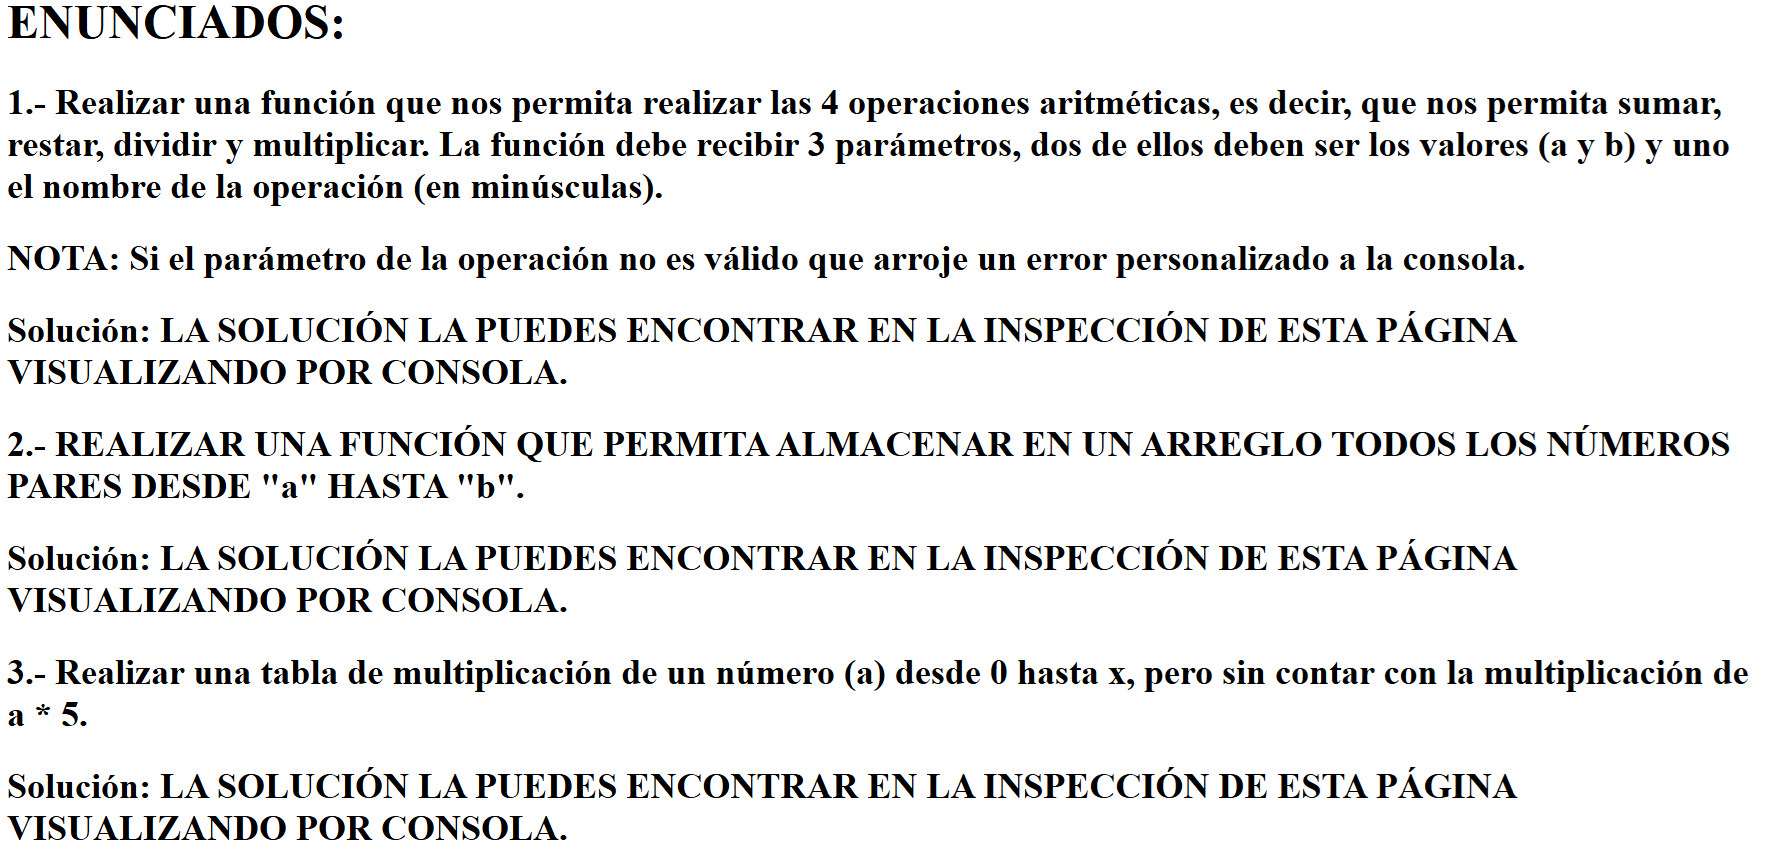 ENUNCIADOS:
1.- Realizar una función que nos permita realizar las 4 operaciones aritméticas, es decir, que nos permita sumar,
restar, dividir y multiplicar. La función debe recibir 3 parámetros, dos de ellos deben ser los valores (a y b) y uno
el nombre de la operación (en minúsculas).
NOTA: Si el parámetro de la operación no es válido que arroje un error personalizado a la consola.
Solución: LA SOLUCIÓN LA PUEDES ENCONTRAR EN LA INSPECCIÓN DE ESTA PÁGINA
VISUALIZANDO POR CONSOLA.
2.- REALIZAR UNA FUNCIÓN QUE PERMITA ALMACENAR EN UN ARREGLO TODOS LOS NÚMEROS
PARES DESDE "a" HASTA "b".
Solución: LA SOLUCIÓN LA PUEDES ENCONTRAR EN LA INSPECCIÓN DE ESTA PÁGINA
VISUALIZANDO POR CONSOLA.
3.- Realizar una tabla de multiplicación de un número (a) desde 0 hasta x, pero sin contar con la multiplicación de
a * 5.
Solución: LA SOLUCIÓN LA PUEDES ENCONTRAR EN LA INSPECCIÓN DE ESTA PÁGINA
VISUALIZANDO POR CONSOLA.